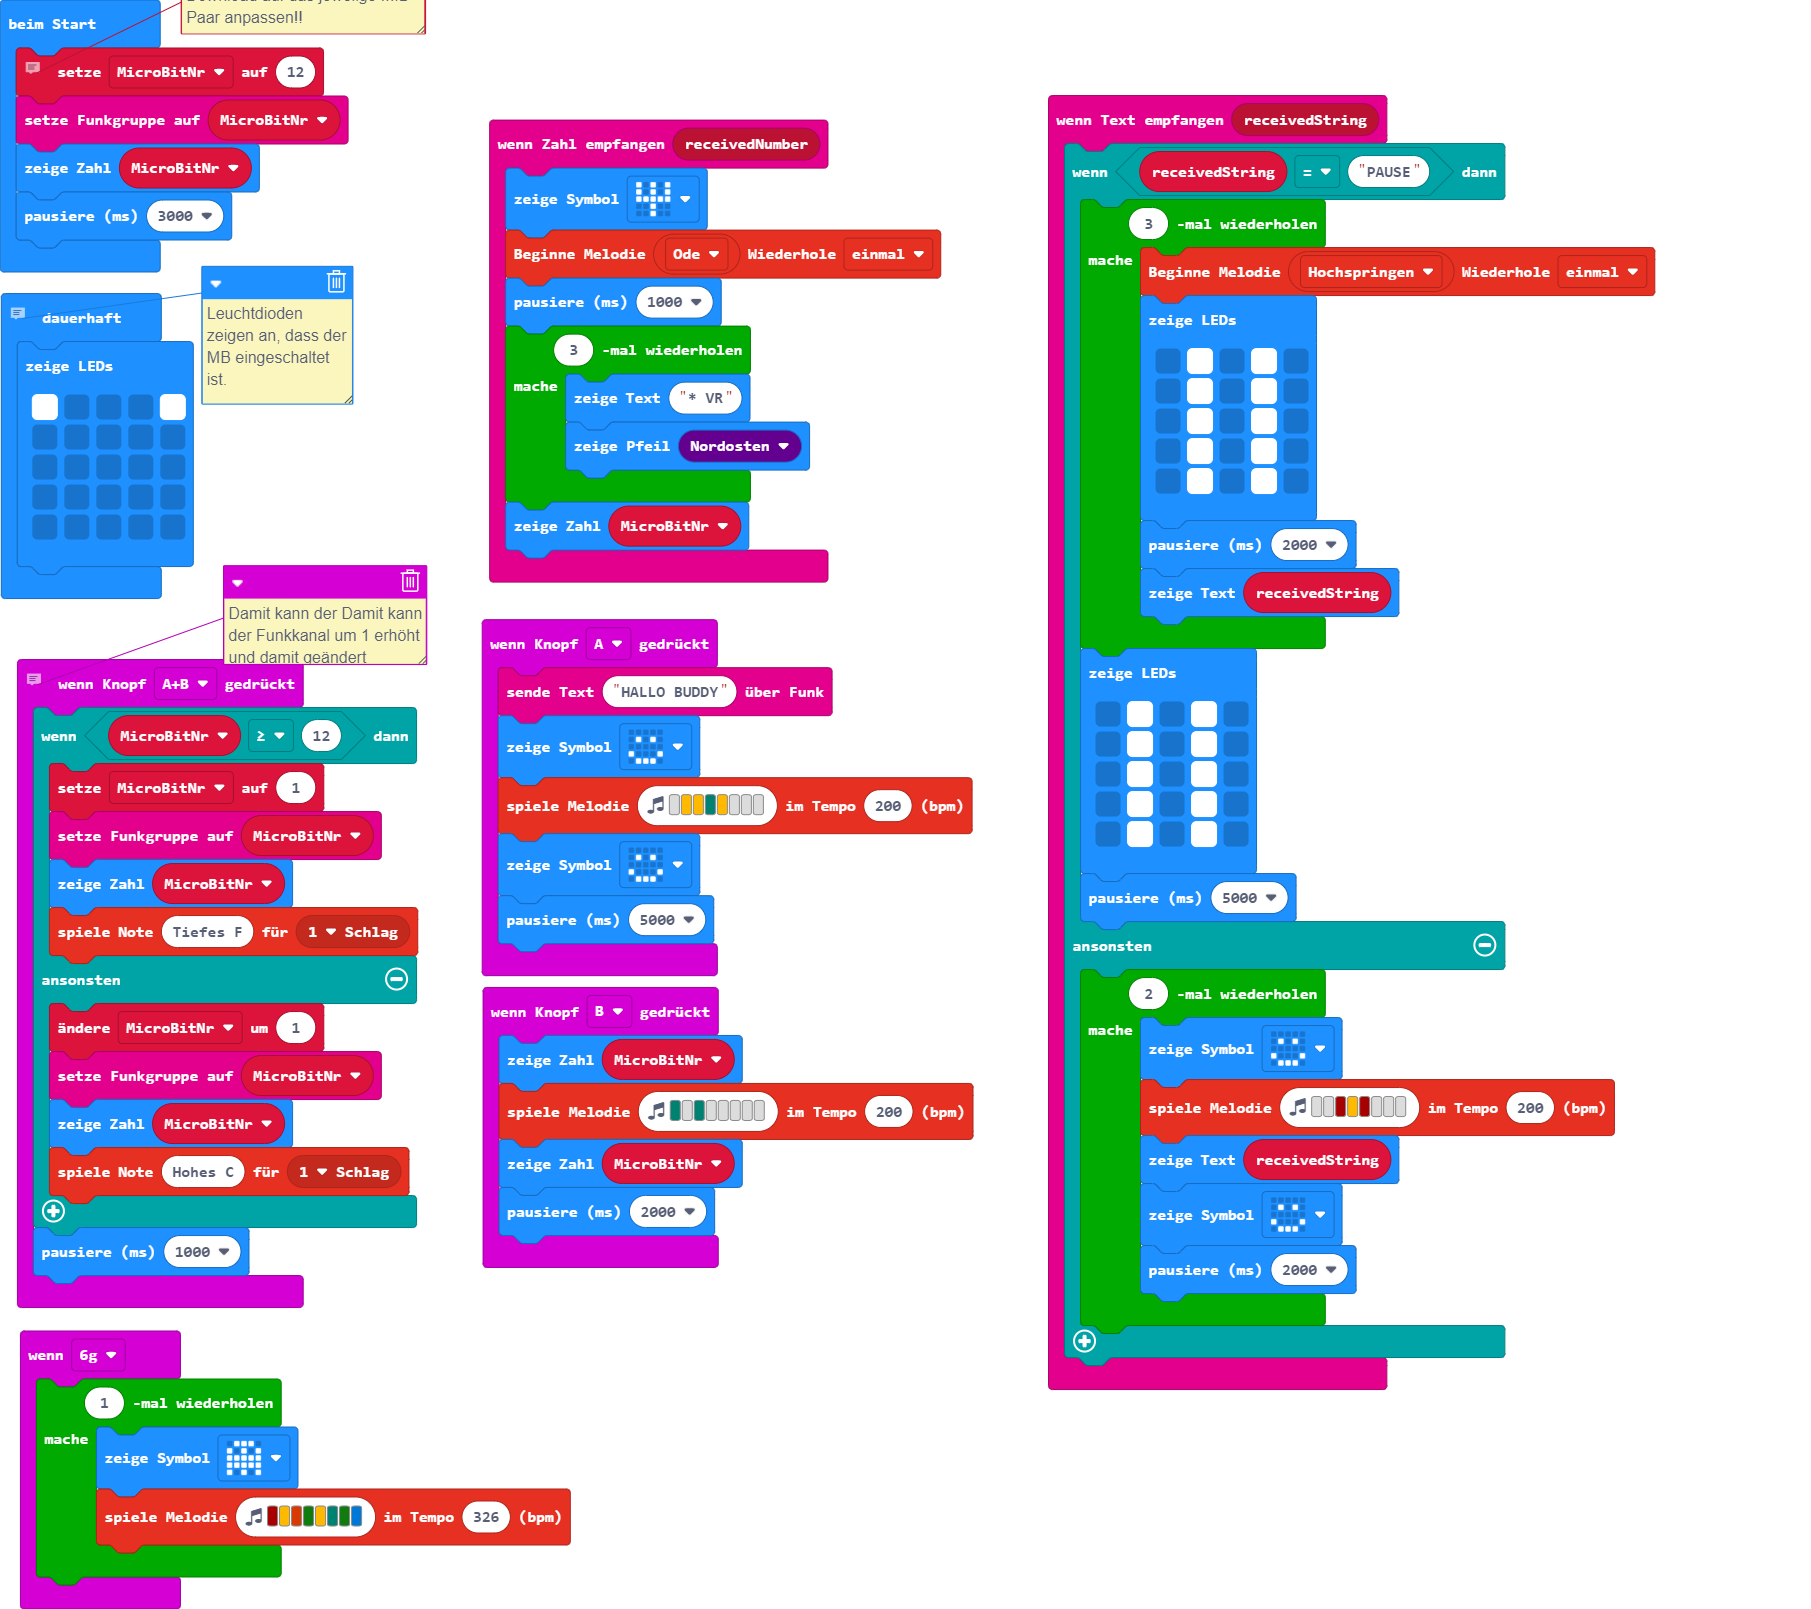 Paar anpassen!!
beim Start
setze MicroBitNr auf 12
setze Funkgruppe auf MicroBitNr
zeige Zahl MicroBitNr
pausiere (ms) 3000
dauerhaft
zeige LEDs
Leuchtdioden
zeigen an, dass der
MB eingeschaltet
ist.
Damit kann der Damit kann
der Funkkanal um 1 erhöht
und damit geändert
wenn Knopf A+B gedrückt
wenn MicroBitNr ≥ 12 dann
setze MicroBitNr auf 1
setze Funkgruppe auf MicroBitNr
zeige Zahl MicroBitNr
spiele Note Tiefes F für 1 Schlag
ansonsten
ändere MicroBitNr um 1
setze Funkgruppe auf MicroBitNr
zeige Zahl MicroBitNr
spiele Note Hohes C für 1 Schlag
pausiere (ms) 1000
wenn 6g
1 -mal wiederholen
mache
zeige Symbol
spiele Melodie im Tempo 326 (bpm)
wenn Zahl empfangen receivedNumber
zeige Symbol
Beginne Melodie Ode Wiederhole einmal
pausiere (ms) 1000
3 -mal wiederholen
mache
zeige Text "* VR"
zeige Pfeil Nordosten
zeige Zahl MicroBitNr
wenn Knopf A gedrückt
sende Text "HALLO BUDDY" über Funk
zeige Symbol
spiele Melodie im Tempo 200 (bpm)
zeige Symbol
pausiere (ms) 5000
wenn Knopf B gedrückt
zeige Zahl MicroBitNr
spiele Melodie im Tempo 200 (bpm)
zeige Zahl MicroBitNr
pausiere (ms) 2000
wenn Text empfangen receivedString
wenn receivedString = "PAUSE" dann
3 -mal wiederholen
mache
Beginne Melodie Hochspringen Wiederhole einmal
zeige LEDs
pausiere (ms) 2000
zeige Text receivedString
zeige LEDs
pausiere (ms) 5000
ansonsten
2 -mal wiederholen
mache
zeige Symbol
spiele Melodie im Tempo 200 (bpm)
zeige Text receivedString
zeige Symbol
pausiere (ms) 2000